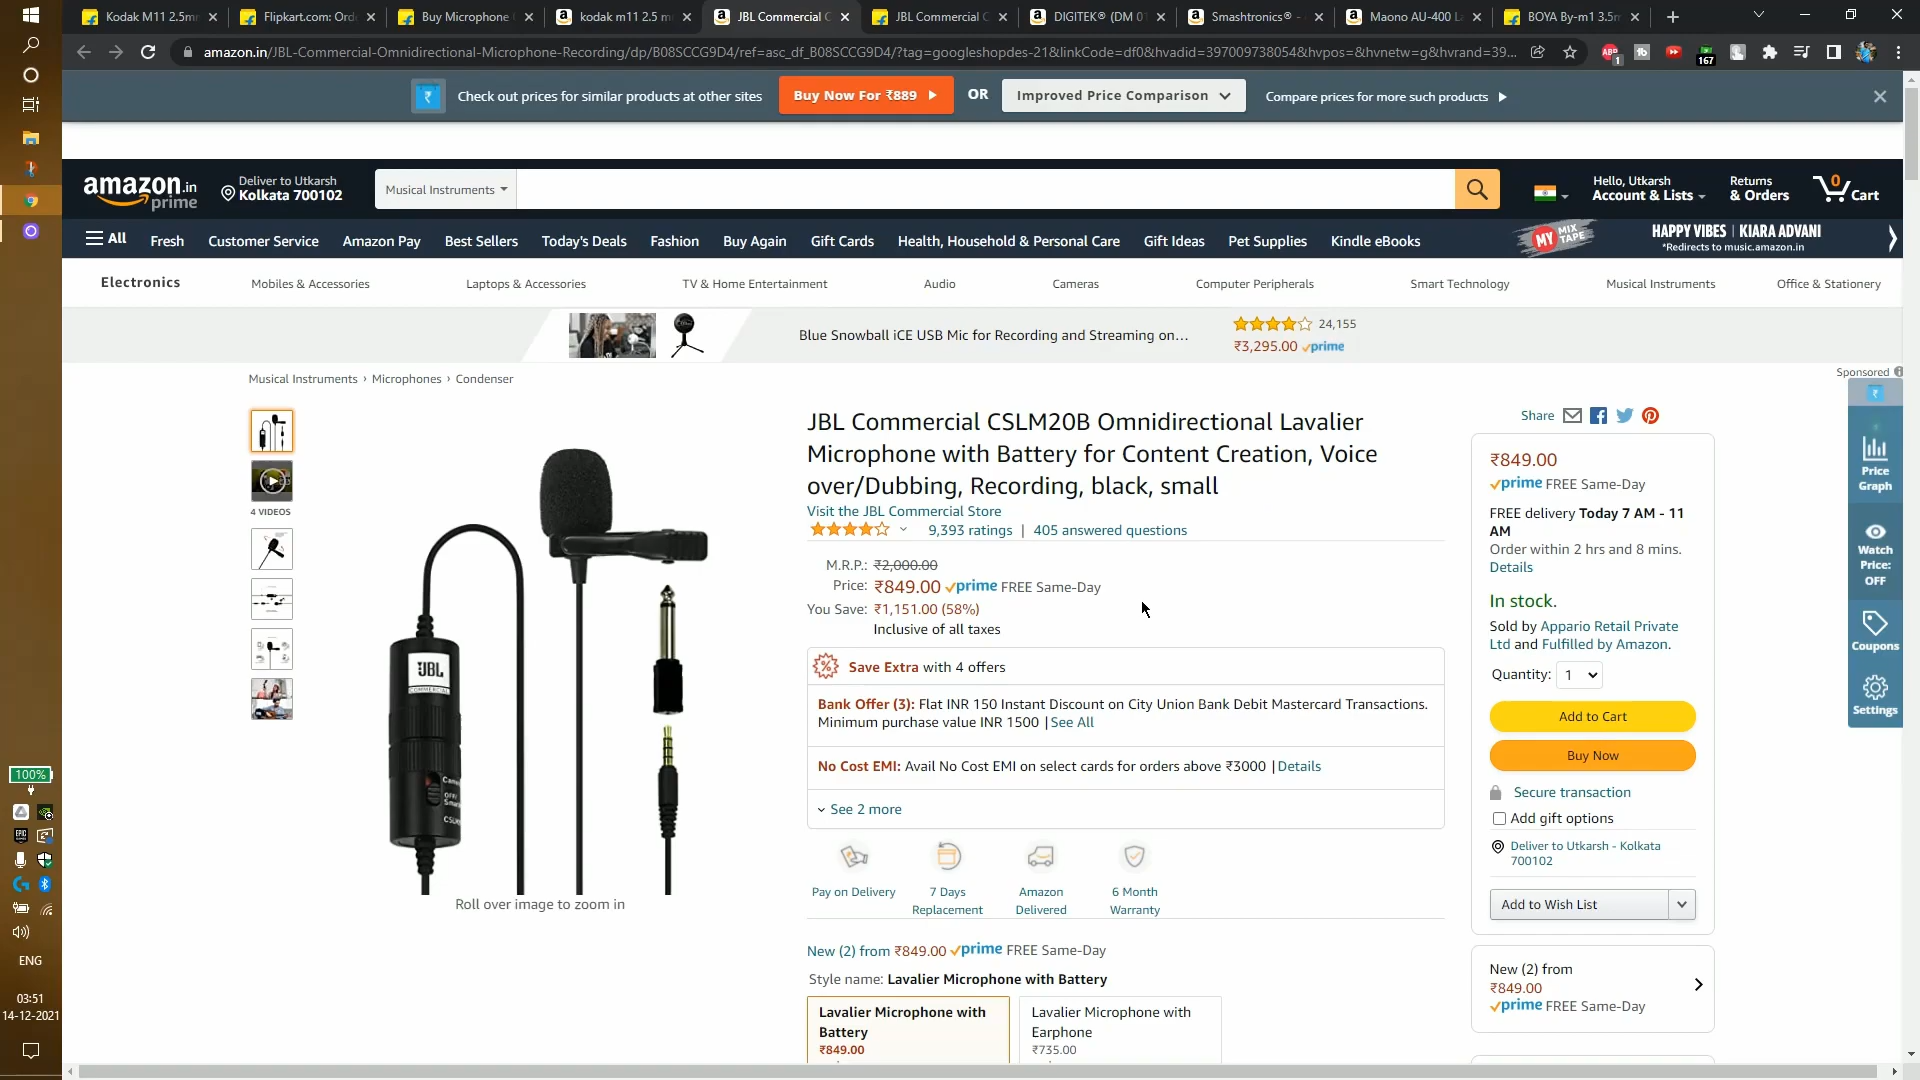 Kodak M11 2.5m
Flipkart.com: Ord
Buy Microphone
kodak m11 2.5 m
JBL Commercial C
JBL Commercial C
DIGITEK® (DM 01
Smashtronics® -
Maono AU-400 L
BOYA By-m1 3.5m
amazon.in/JBL-Commercial-Omnidirectional-Microphone-Recording/dp/B08SCCG9D4/ref=asc_df_B08SCCG9D4/?tag=googleshopdes-21&linkCode=df0&hvadid=397009738054&hvpos=&hvnetw=g&hvrand=39...
ABP
1
167
₹
Check out prices for similar products at other sites
Buy Now For ₹889
OR
Improved Price Comparison
Compare prices for more such products
amazon.in
prime
Deliver to Utkarsh
Kolkata 700102
Musical Instruments
Hello, Utkarsh
Account & Lists
Returns
& Orders
0
Cart
All
Fresh
Customer Service
Amazon Pay
Best Sellers
Today's Deals
Fashion
Buy Again
Gift Cards
Health, Household & Personal Care
Gift Ideas
Pet Supplies
Kindle eBooks
MY MIX TAPE
HAPPY VIBES | KIARA ADVANI
*Redirects to music.amazon.in
Electronics
Mobiles & Accessories
Laptops & Accessories
TV & Home Entertainment
Audio
Cameras
Computer Peripherals
Smart Technology
Musical Instruments
Office & Stationery
Blue Snowball iCE USB Mic for Recording and Streaming on...
24,155
₹3,295.00 prime
Sponsored
Musical Instruments › Microphones › Condenser
4 VIDEOS
JBL
COMMERCIAL
OFF/
Roll over image to zoom in
JBL Commercial CSLM20B Omnidirectional Lavalier
Microphone with Battery for Content Creation, Voice
over/Dubbing, Recording, black, small
Visit the JBL Commercial Store
9,393 ratings | 405 answered questions
M.R.P.: ₹2,000.00
Price: ₹849.00 prime FREE Same-Day
You Save: ₹1,151.00 (58%)
Inclusive of all taxes
Save Extra with 4 offers
Bank Offer (3): Flat INR 150 Instant Discount on City Union Bank Debit Mastercard Transactions.
Minimum purchase value INR 1500 | See All
No Cost EMI: Avail No Cost EMI on select cards for orders above ₹3000 | Details
See 2 more
Pay on Delivery
7 Days
Replacement
Amazon
Delivered
6 Month
Warranty
New (2) from ₹849.00 prime FREE Same-Day
Style name: Lavalier Microphone with Battery
Lavalier Microphone with
Battery
₹849.00
Lavalier Microphone with
Earphone
₹735.00
Share
₹849.00
prime FREE Same-Day
FREE delivery Today 7 AM - 11
AM
Order within 2 hrs and 8 mins.
Details
In stock.
Sold by Appario Retail Private
Ltd and Fulfilled by Amazon.
Quantity: 1
Add to Cart
Buy Now
Secure transaction
Add gift options
Deliver to Utkarsh - Kolkata
700102
Add to Wish List
New (2) from
₹849.00
prime FREE Same-Day
₹
Price
Graph
Watch
Price:
OFF
Coupons
Settings
100%
EPIC
ENG
03:51
14-12-2021